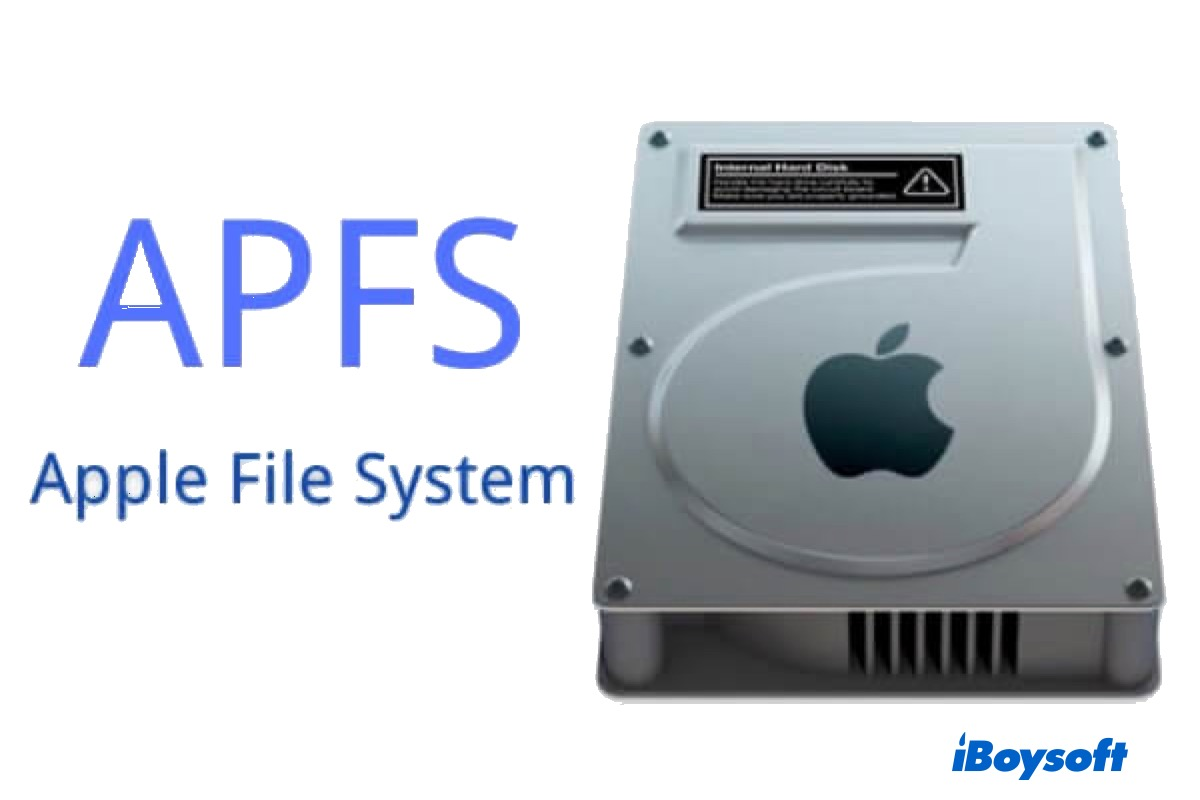 APFS
Apple File System
Internal Hard Disk
iBoysoft